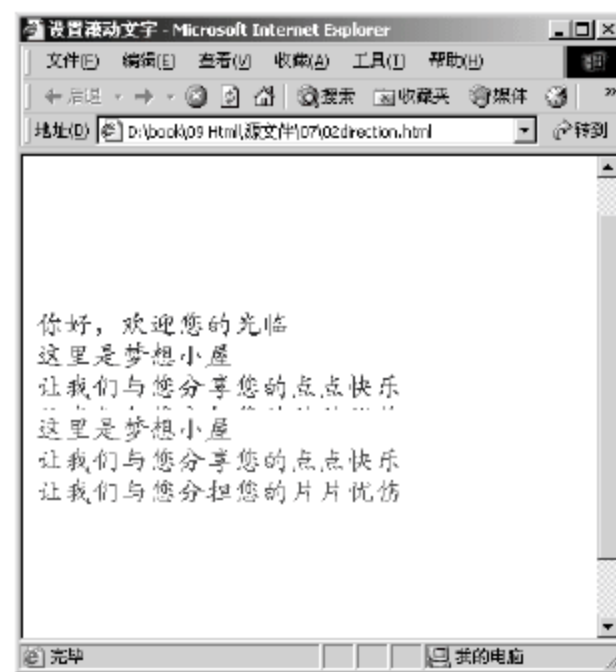 设置滚动文字 - Microsoft Internet Explorer
文件(F) 编辑(E) 查看(V) 收藏(A) 工具(T) 帮助(H)
后退 搜索 收藏夹 媒体 »
地址(D) D:\book\09 Html\源文件\07\02direction.html 转到
你好，欢迎您的光临
这里是梦想小屋
让我们与您分享您的点点快乐
这里是梦想小屋
让我们与您分享您的点点快乐
让我们与您分担您的片片忧伤
完毕 我的电脑